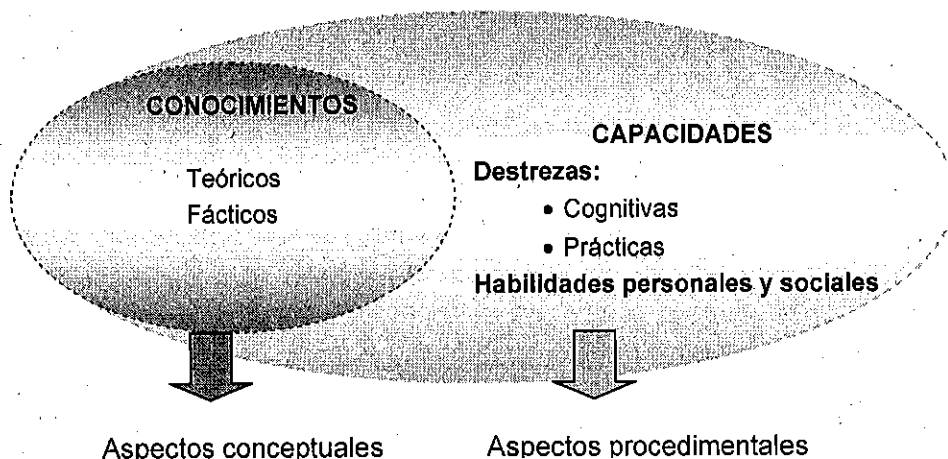 CONOCIMIENTOS
Teóricos
Fácticos
CAPACIDADES
Destrezas:
• Cognitivas
• Prácticas
Habilidades personales y sociales
Aspectos conceptuales
Aspectos procedimentales